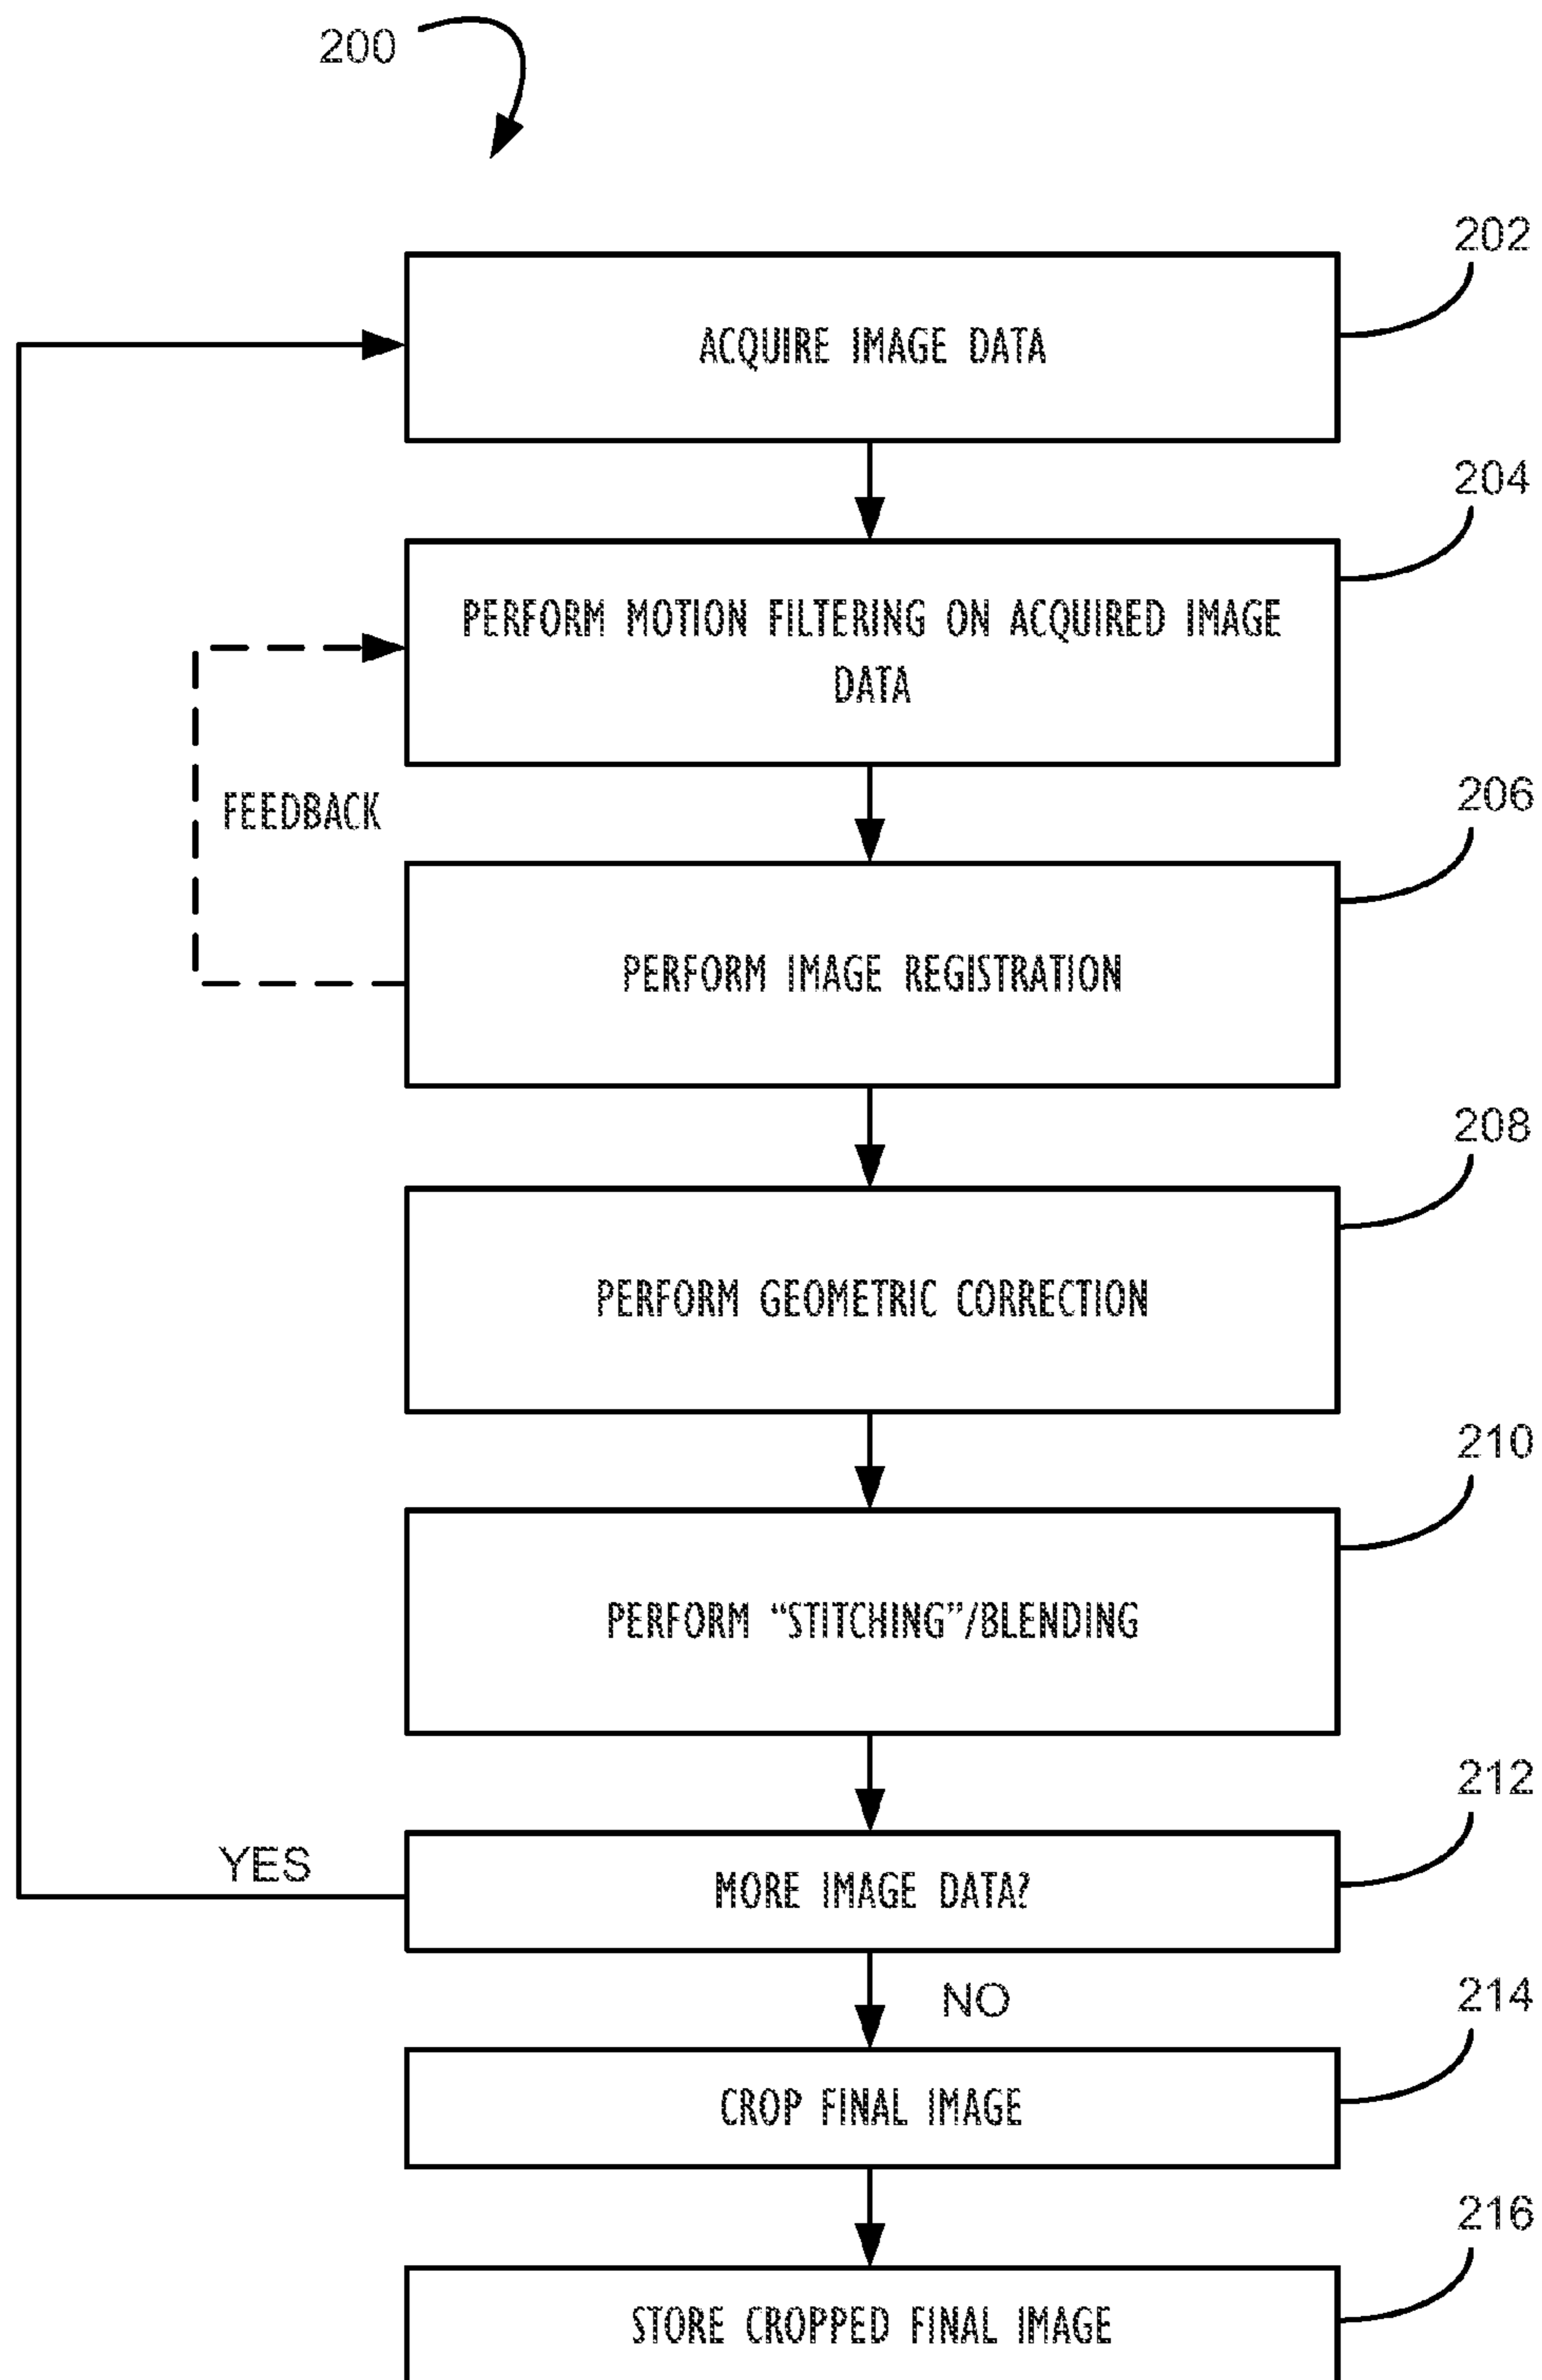 200
202
ACQUIRE IMAGE DATA
204
PERFORM MOTION FILTERING ON ACQUIRED IMAGE
DATA
206
FEEDBACK
PERFORM IMAGE REGISTRATION
208
PERFORM GEOMETRIC CORRECTION
210
PERFORM “STITCHING”/BLENDING
212
YES
MORE IMAGE DATA?
NO
214
CROP FINAL IMAGE
216
STORE CROPPED FINAL IMAGE